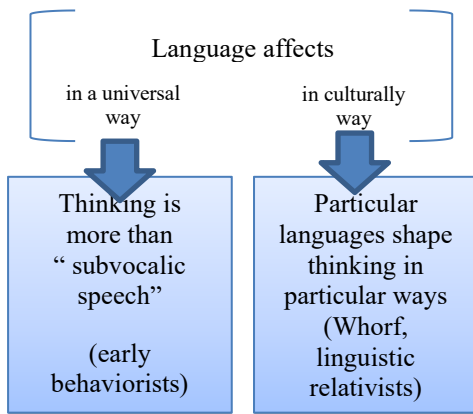 Language affects
in a universal
way
in culturally
way
Thinking is
more than
“ subvocalic
speech”
(early
behaviorists)
Particular
languages shape
thinking in
particular ways
(Whorf,
linguistic
relativists)